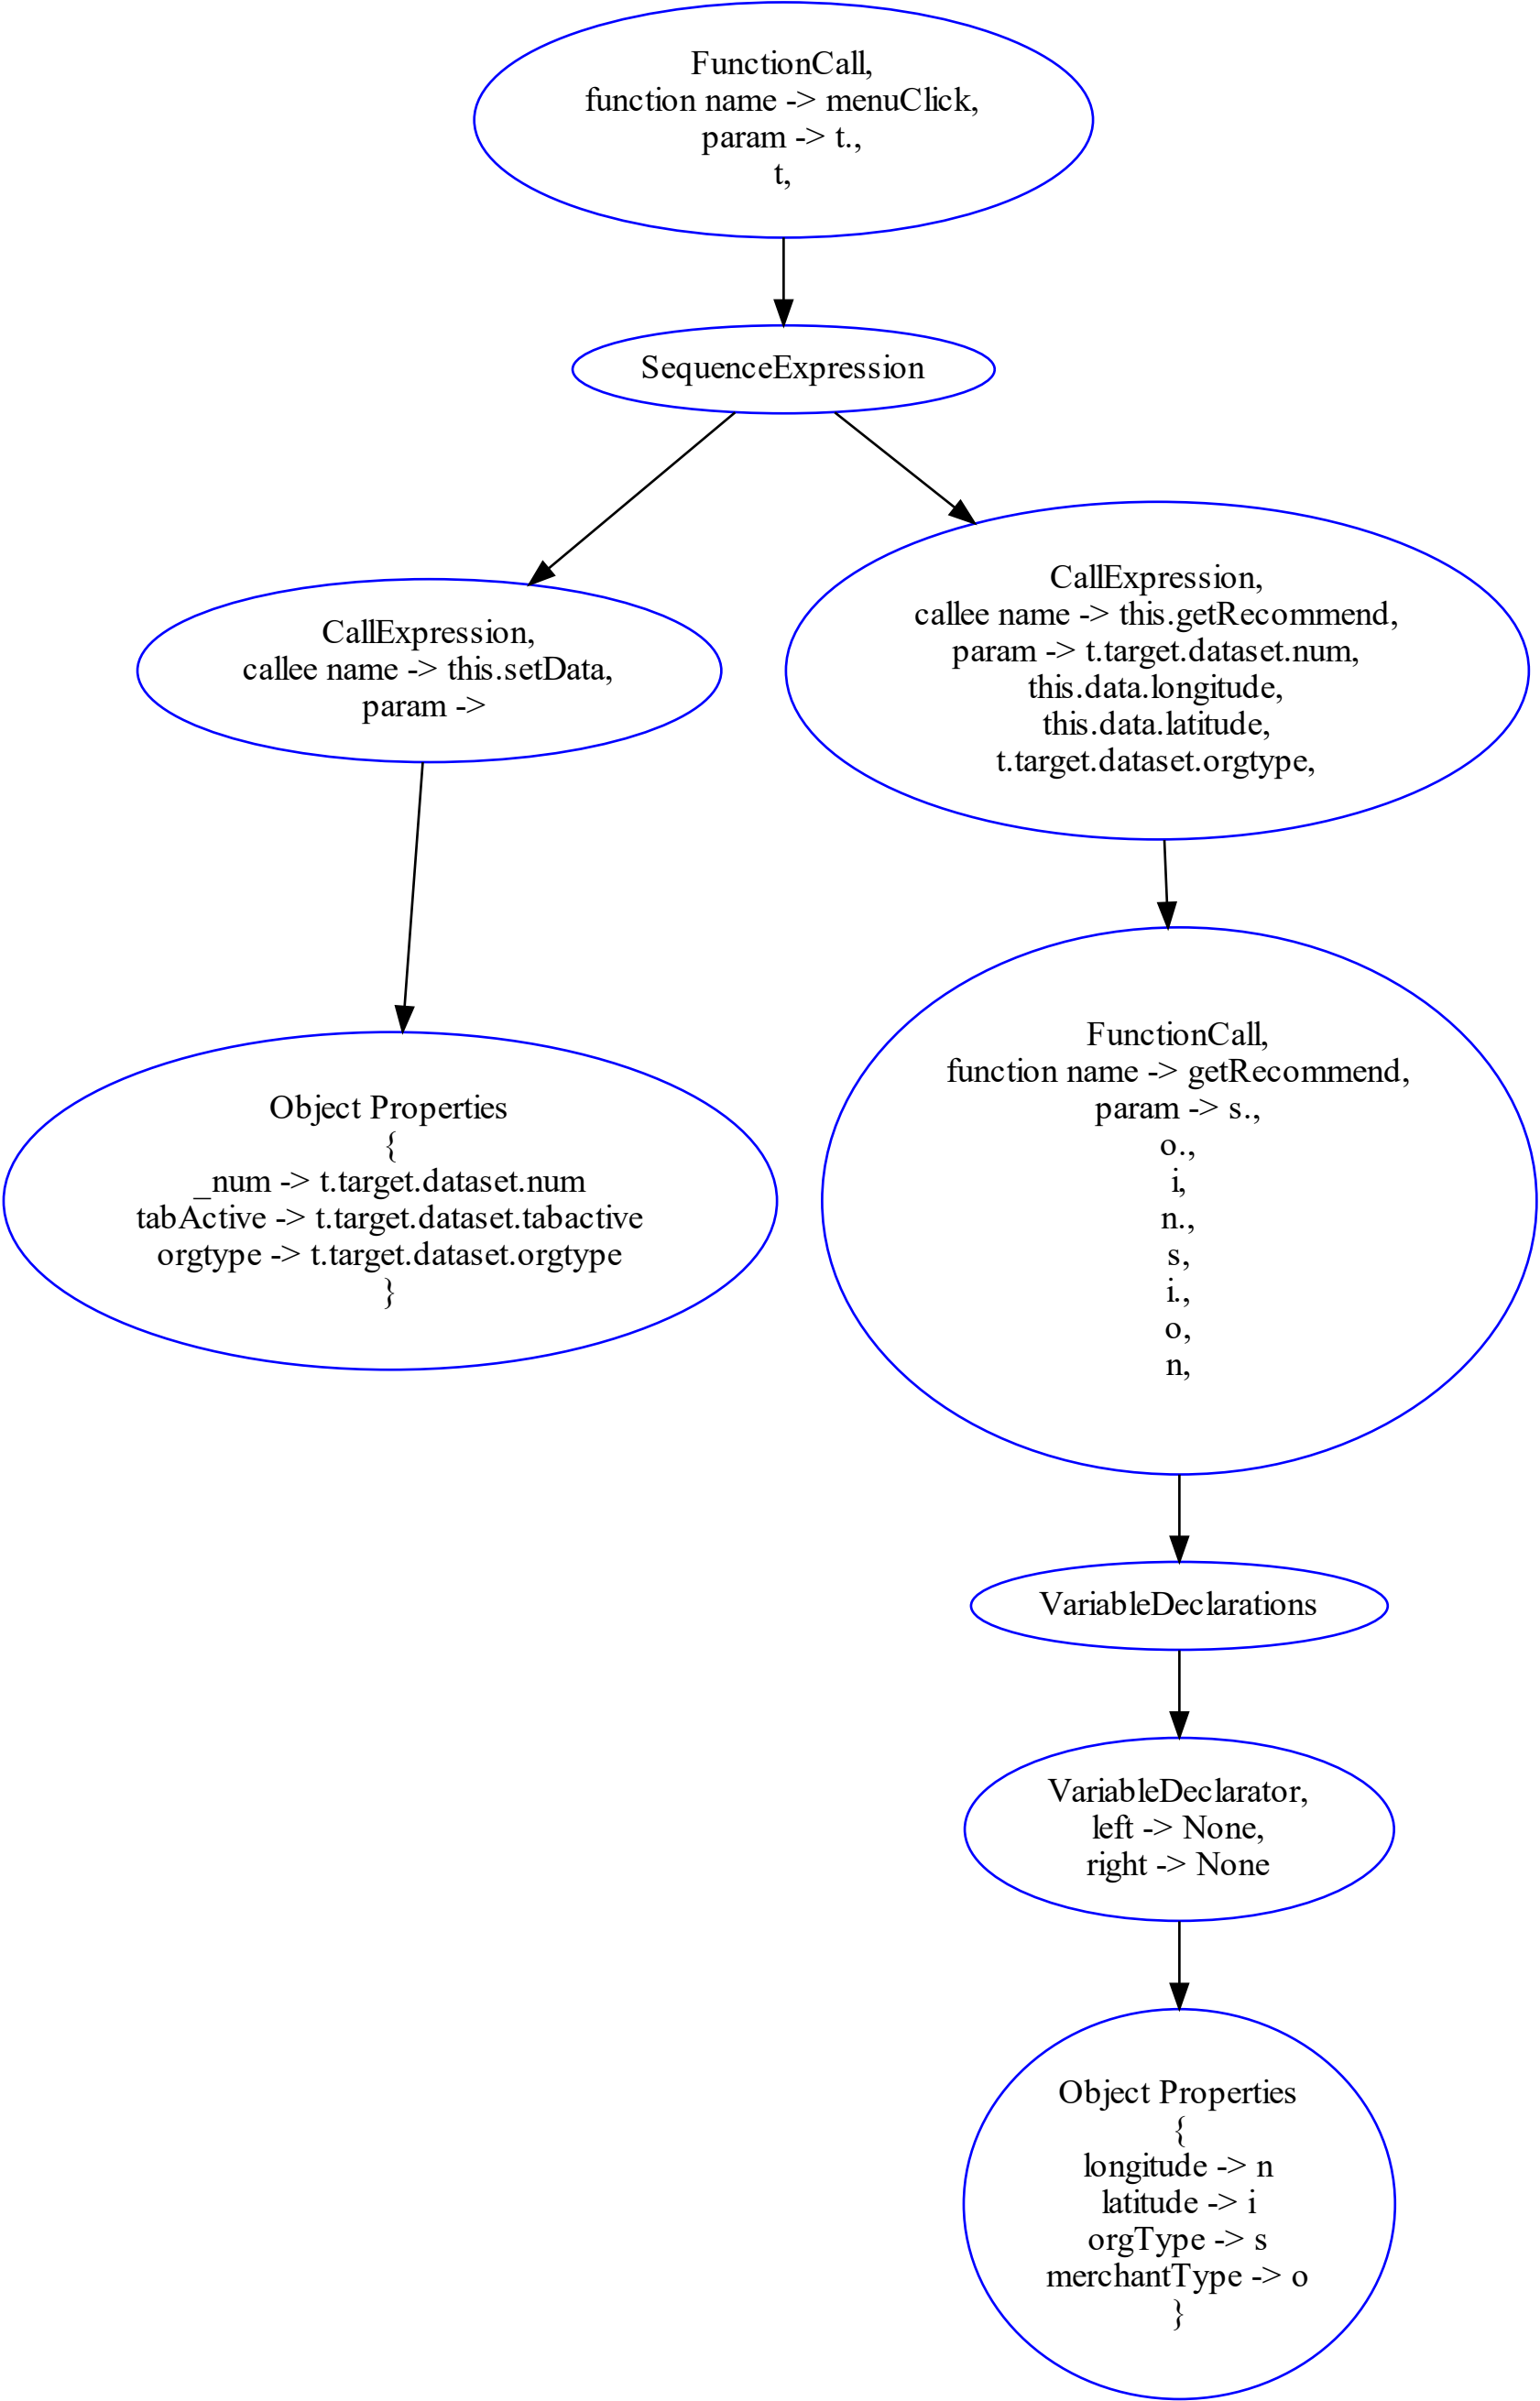 FunctionCall,
function name -> menuClick,
param -> t.,
t,
SequenceExpression
CallExpression,
callee name -> this.setData,
param ->
CallExpression,
callee name -> this.getRecommend,
param -> t.target.dataset.num,
this.data.longitude,
this.data.latitude,
t.target.dataset.orgtype,
Object Properties
{
_num -> t.target.dataset.num
tabActive -> t.target.dataset.tabactive
orgtype -> t.target.dataset.orgtype
}
FunctionCall,
function name -> getRecommend,
param -> s.,
o.,
i,
n.,
s,
i.,
o,
n,
VariableDeclarations
VariableDeclarator,
left -> None,
right -> None
Object Properties
{
longitude -> n
latitude -> i
orgType -> s
merchantType -> o
}